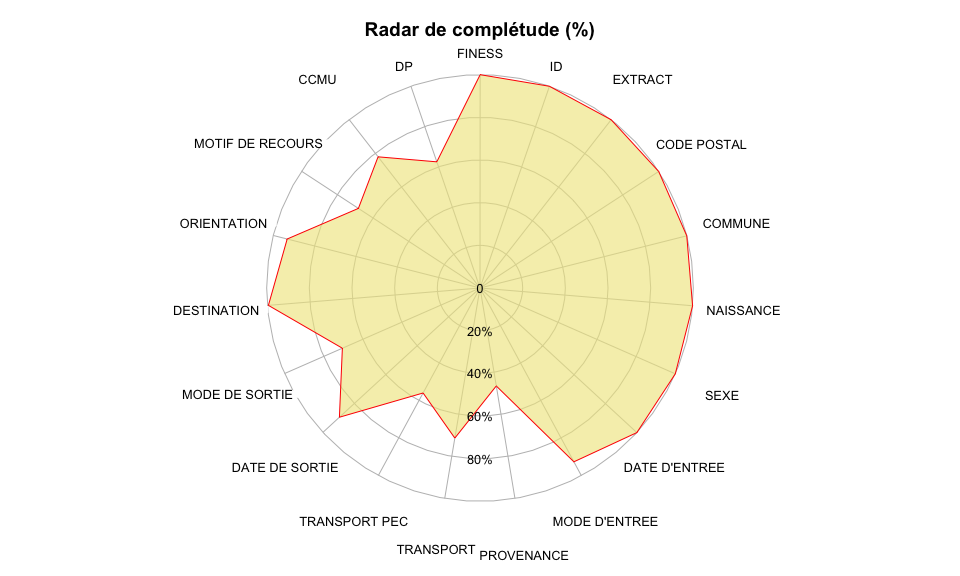 Radar de complétude (%)
FINESS
DP
ID
CCMU
EXTRACT
MOTIF DE RECOURS
CODE POSTAL
ORIENTATION
COMMUNE
0
DESTINATION
NAISSANCE
20%
40%
MODE DE SORTIE
SEXE
60%
80%
DATE DE SORTIE
DATE D'ENTREE
TRANSPORT PEC
MODE D'ENTREE
TRANSPORT
PROVENANCE